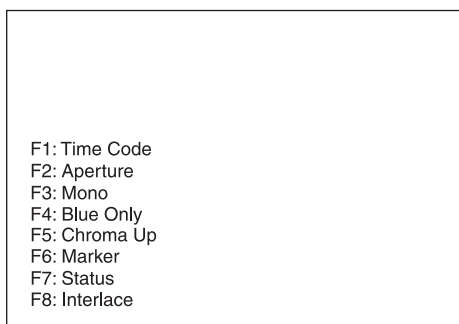 F1: Time Code
F2: Aperture
F3: Mono
F4: Blue Only
F5: Chroma Up
F6: Marker
F7: Status
F8: Interlace